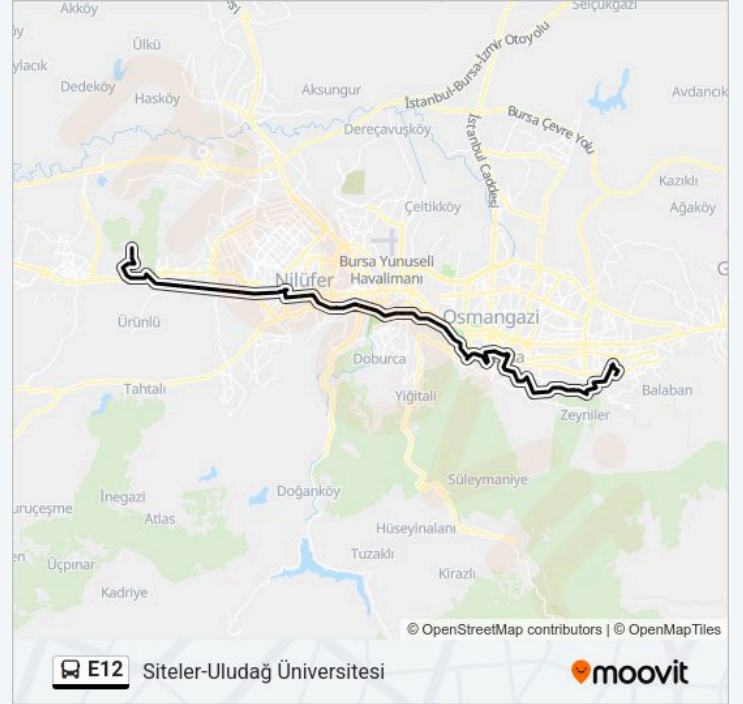 Akköy
Selçukgazi
Ülkü
İstanbul-Bursa-İzmir Otoyolu
Dedeköy
Hasköy
Aksungur
Avdancık
Dereçavuşköy
İstanbul Caddesi
Bursa Çevre Yolu
Kazıklı
Çeltikköy
Ağaköy
Bursa Yunuseli
Havalimanı
Nilüfer
Osmangazi
Ürünlü
Doburca
Tahtalı
Yiğitali
Balaban
Zeyniler
Süleymaniye
İnegazi
Doğanköy
Atlas
Hüseyinalanı
Üçpınar
Tuzaklı
Kirazlı
Kadriye
© OpenStreetMap contributors | © OpenMapTiles
E12 Siteler-Uludağ Üniversitesi
moovit